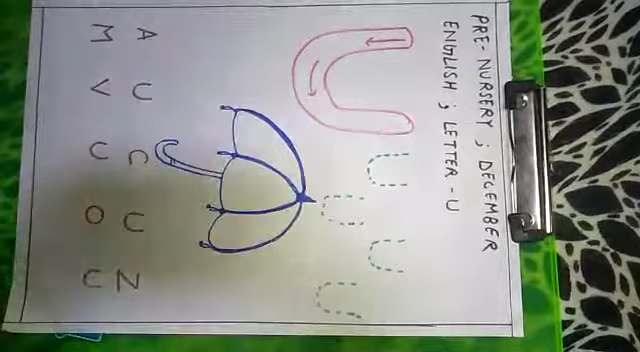 PRE- NURSERY ; DECEMBER
ENGLISH ; LETTER - U
U
U U
U U
A U C U N
M V U O U